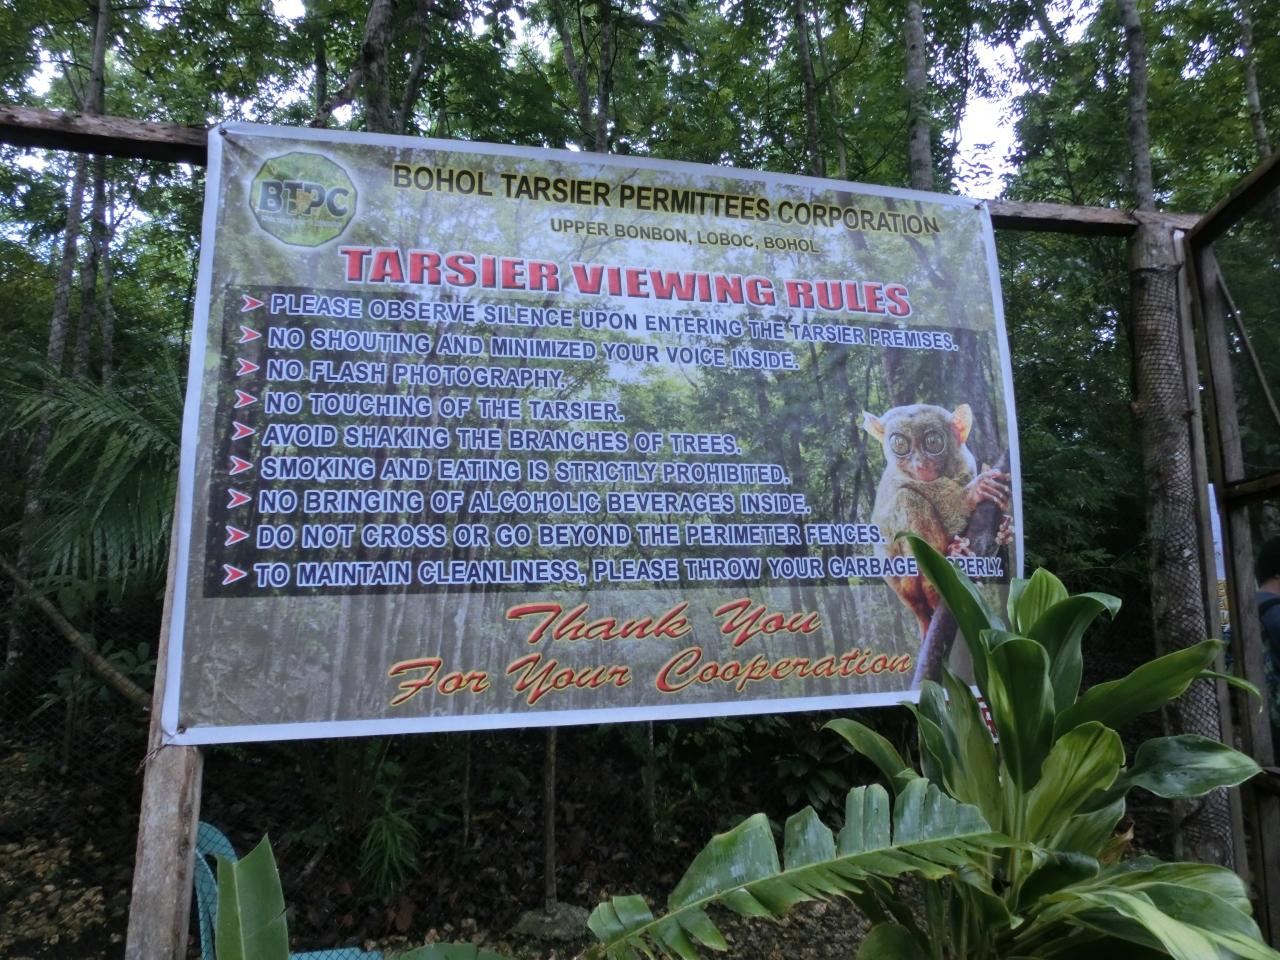 BTPC
BOHOL TARSIER PERMITTEES CORPORATION
UPPER BONBON, LOBOC, BOHOL
TARSIER VIEWING RULES
PLEASE OBSERVE SILENCE UPON ENTERING THE TARSIER PREMISES.
NO SHOUTING AND MINIMIZED YOUR VOICE INSIDE.
NO FLASH PHOTOGRAPHY.
NO TOUCHING OF THE TARSIER.
AVOID SHAKING THE BRANCHES OF TREES.
SMOKING AND EATING IS STRICTLY PROHIBITED.
NO BRINGING OF ALCOHOLIC BEVERAGES INSIDE.
DO NOT CROSS OR GO BEYOND THE PERIMETER FENCES.
TO MAINTAIN CLEANLINESS, PLEASE THROW YOUR GARBAGE
Thank You
For Your Cooperation